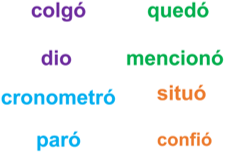 colgó quedó
dio mencionó
cronometró situó
paró confió